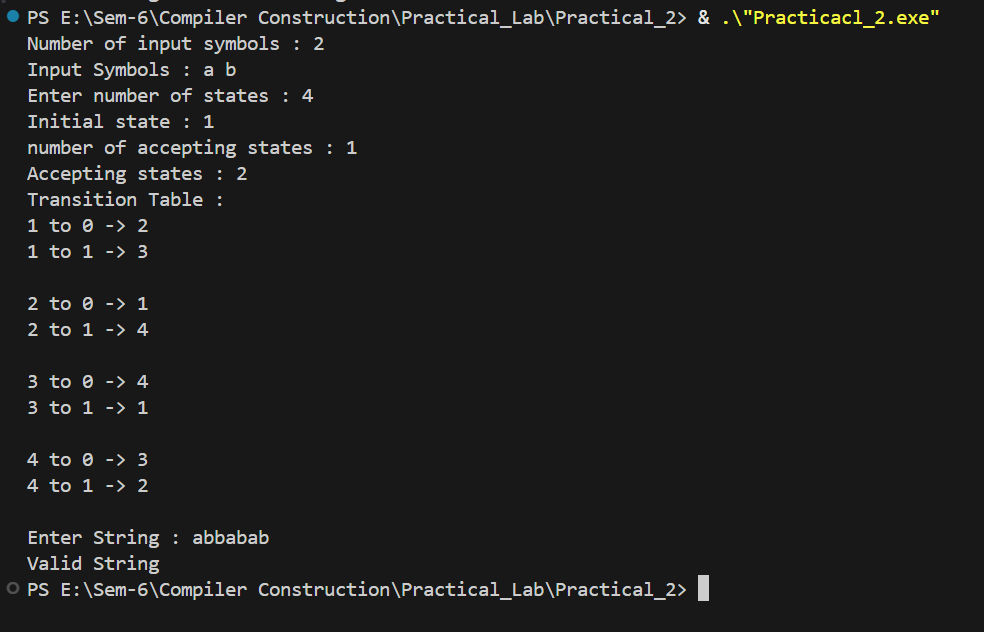 PS E:\Sem-6\Compiler Construction\Practical_Lab\Practical_2> & .\"Practicacl_2.exe"
Number of input symbols : 2
Input Symbols : a b
Enter number of states : 4
Initial state : 1
number of accepting states : 1
Accepting states : 2
Transition Table :
1 to 0 -> 2
1 to 1 -> 3
2 to 0 -> 1
2 to 1 -> 4
3 to 0 -> 4
3 to 1 -> 1
4 to 0 -> 3
4 to 1 -> 2
Enter String : abbabab
Valid String
PS E:\Sem-6\Compiler Construction\Practical_Lab\Practical_2>